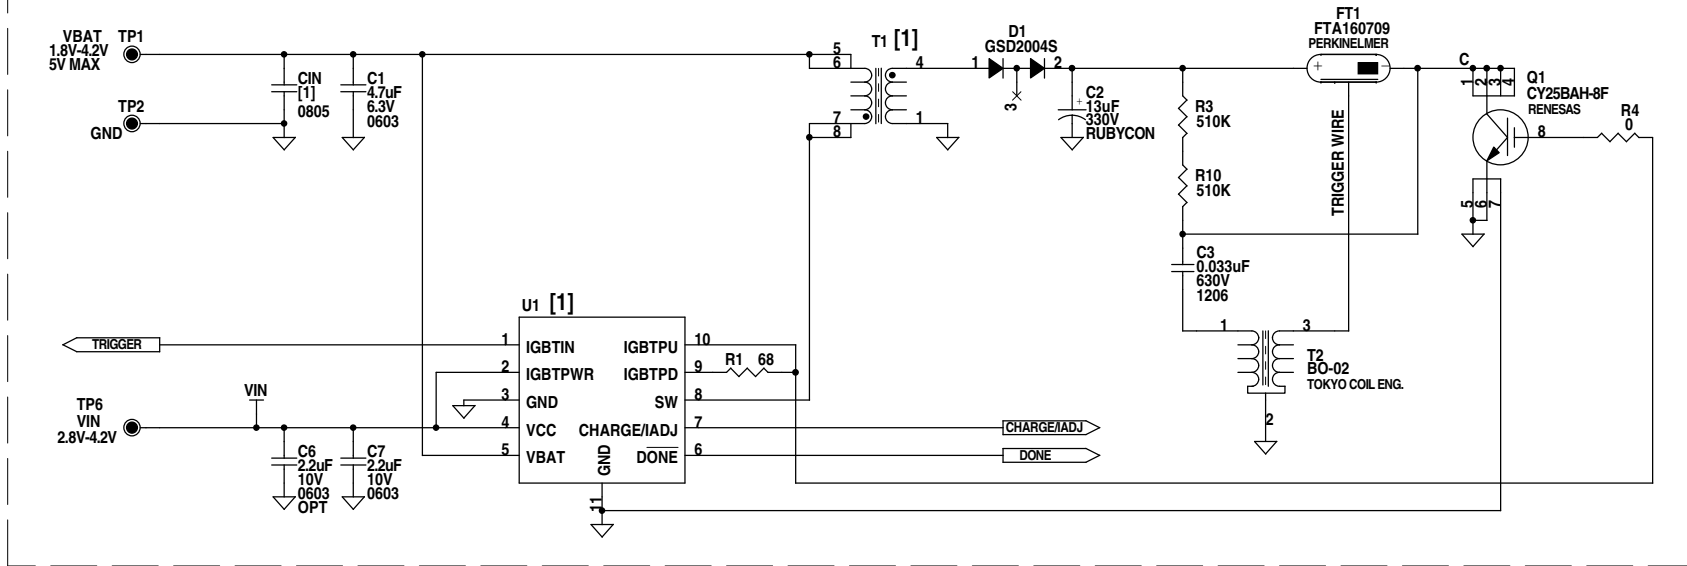 VBAT
1.8V-4.2V
5V MAX
TP1
TP2
GND
CIN
[1]
0805
C1
4.7uF
6.3V
0603
T1 [1]
5
6
7
8
4
1
D1
GSD2004S
1
2
3
C2
+
13uF
330V
RUBYCON
R3
510K
R10
510K
C3
0.033uF
630V
1206
FT1
FTA160709
PERKINELMER
+
-
TRIGGER WIRE
C
1
2
3
4
Q1
CY25BAH-8F
RENESAS
8
R4
0
5
6
7
1
3
T2
BO-02
TOKYO COIL ENG.
2
U1 [1]
TRIGGER
1
IGBTIN
2
IGBTPWR
3
GND
4
VCC
5
VBAT
IGBTPU
10
IGBTPD
9
R1 68
SW
8
CHARGE/IADJ
7
CHARGE/IADJ
DONE
6
DONE
GND
11
TP6
VIN
2.8V-4.2V
VIN
C6
2.2uF
10V
0603
OPT
C7
2.2uF
10V
0603